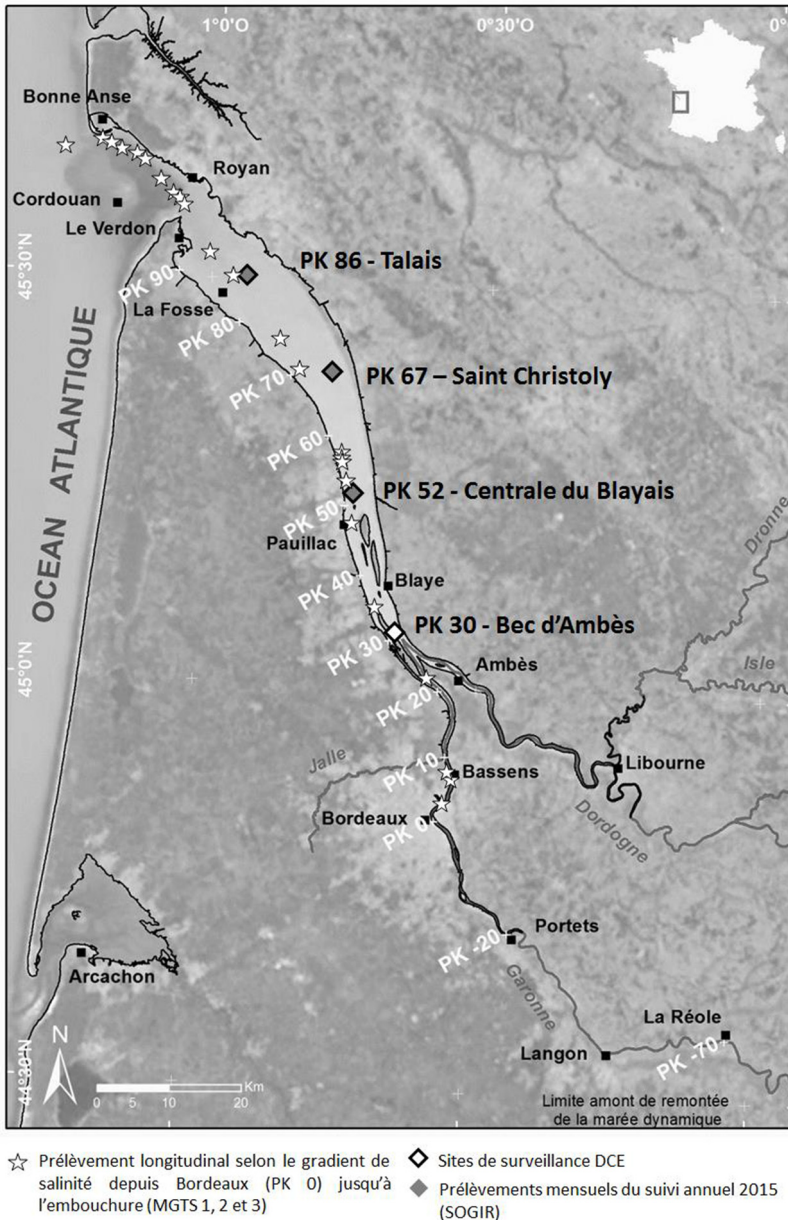 1°0'O
0°30'O
0°
Bonne Anse
Royan
Cordouan
Le Verdon
45°30'N
PK 90
PK 86 - Talais
La Fosse
PK 80
OCEAN ATLANTIQUE
PK 70
PK 67 – Saint Christoly
PK 60
PK 52 - Centrale du Blayais
PK 50
Pauillac
Dronne
PK 40
Blaye
PK 30 - Bec d'Ambès
PK 30
45°0'N
Ambès
Isle
PK 20
Jalle
PK 10
Bassens
Libourne
Bordeaux
PK 0
Dordogne
Portets
PK -20
Arcachon
Garonne
La Réole
N
Langon
PK -70
44°30'N
Km
0 5 10 20
Limite amont de remontée
de la marée dynamique
Prélèvement longitudinal selon le gradient de
salinité depuis Bordeaux (PK 0) jusqu'à
l'embouchure (MGTS 1, 2 et 3)
Sites de surveillance DCE
Prélèvements mensuels du suivi annuel 2015
(SOGIR)